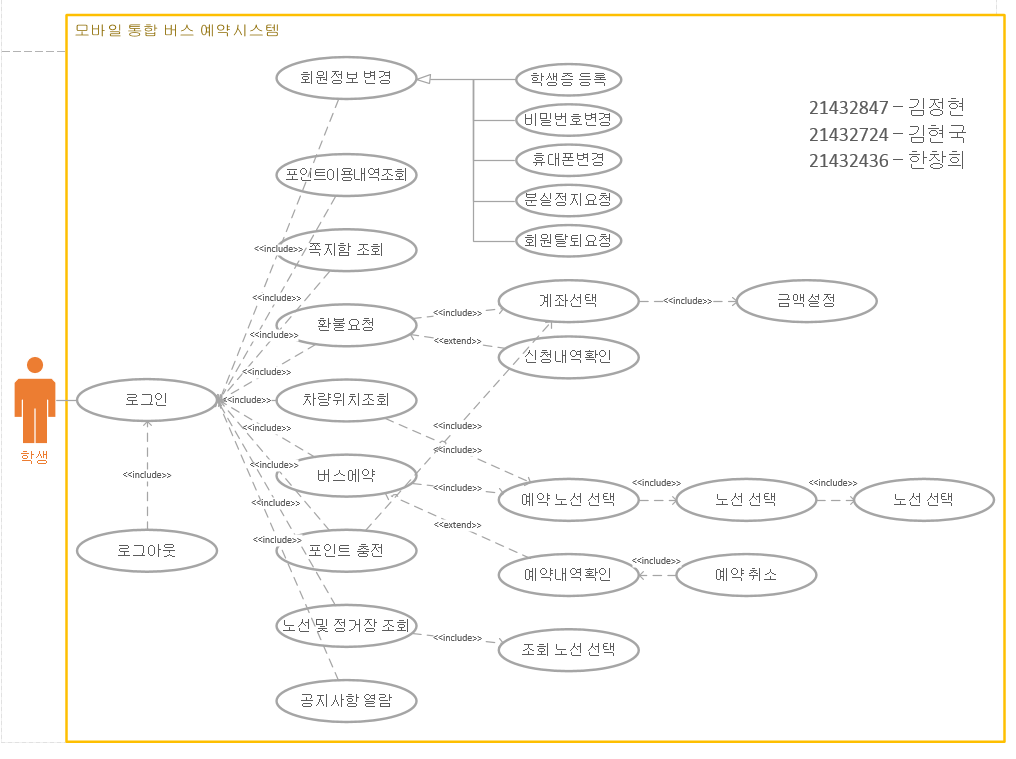 모바일 통합 버스 예약시스템
회원정보 변경
학생증 등록
21432847 – 김정현
비밀번호변경
21432724 – 김현국
휴대폰변경
21432436 – 한창희
포인트이용내역조회
분실정지요청
회원탈퇴요청
<<include>>
쪽지함 조회
<<include>>
계좌선택
<<include>>
금액설정
<<include>>
환불요청
<<include>>
<<extend>>
신청내역확인
<<include>>
<<include>>
로그인
<<include>>
차량위치조회
<<include>>
<<include>>
<<include>>
학생
<<include>>
<<include>>
버스예약
<<include>>
예약 노선 선택
<<include>>
노선 선택
<<include>>
노선 선택
<<include>>
<<extend>>
<<include>>
로그아웃
포인트 충전
예약내역확인
<<include>>
예약 취소
노선 및 정거장 조회
<<include>>
조회 노선 선택
공지사항 열람